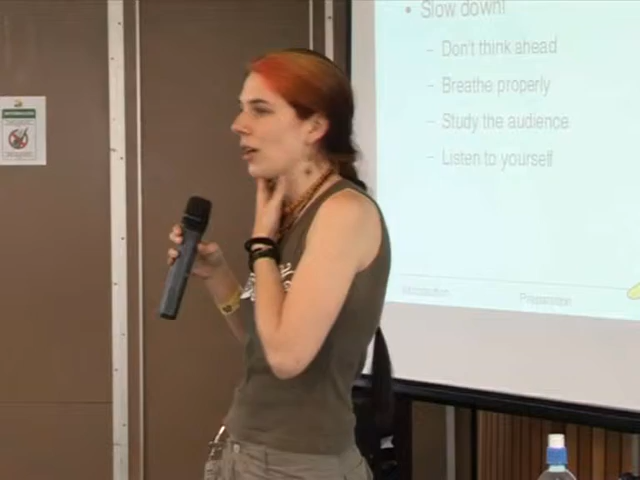 • Slow down!
– Don't think ahead
– Breathe properly
– Study the audience
– Listen to yourself
Introduction Preparation